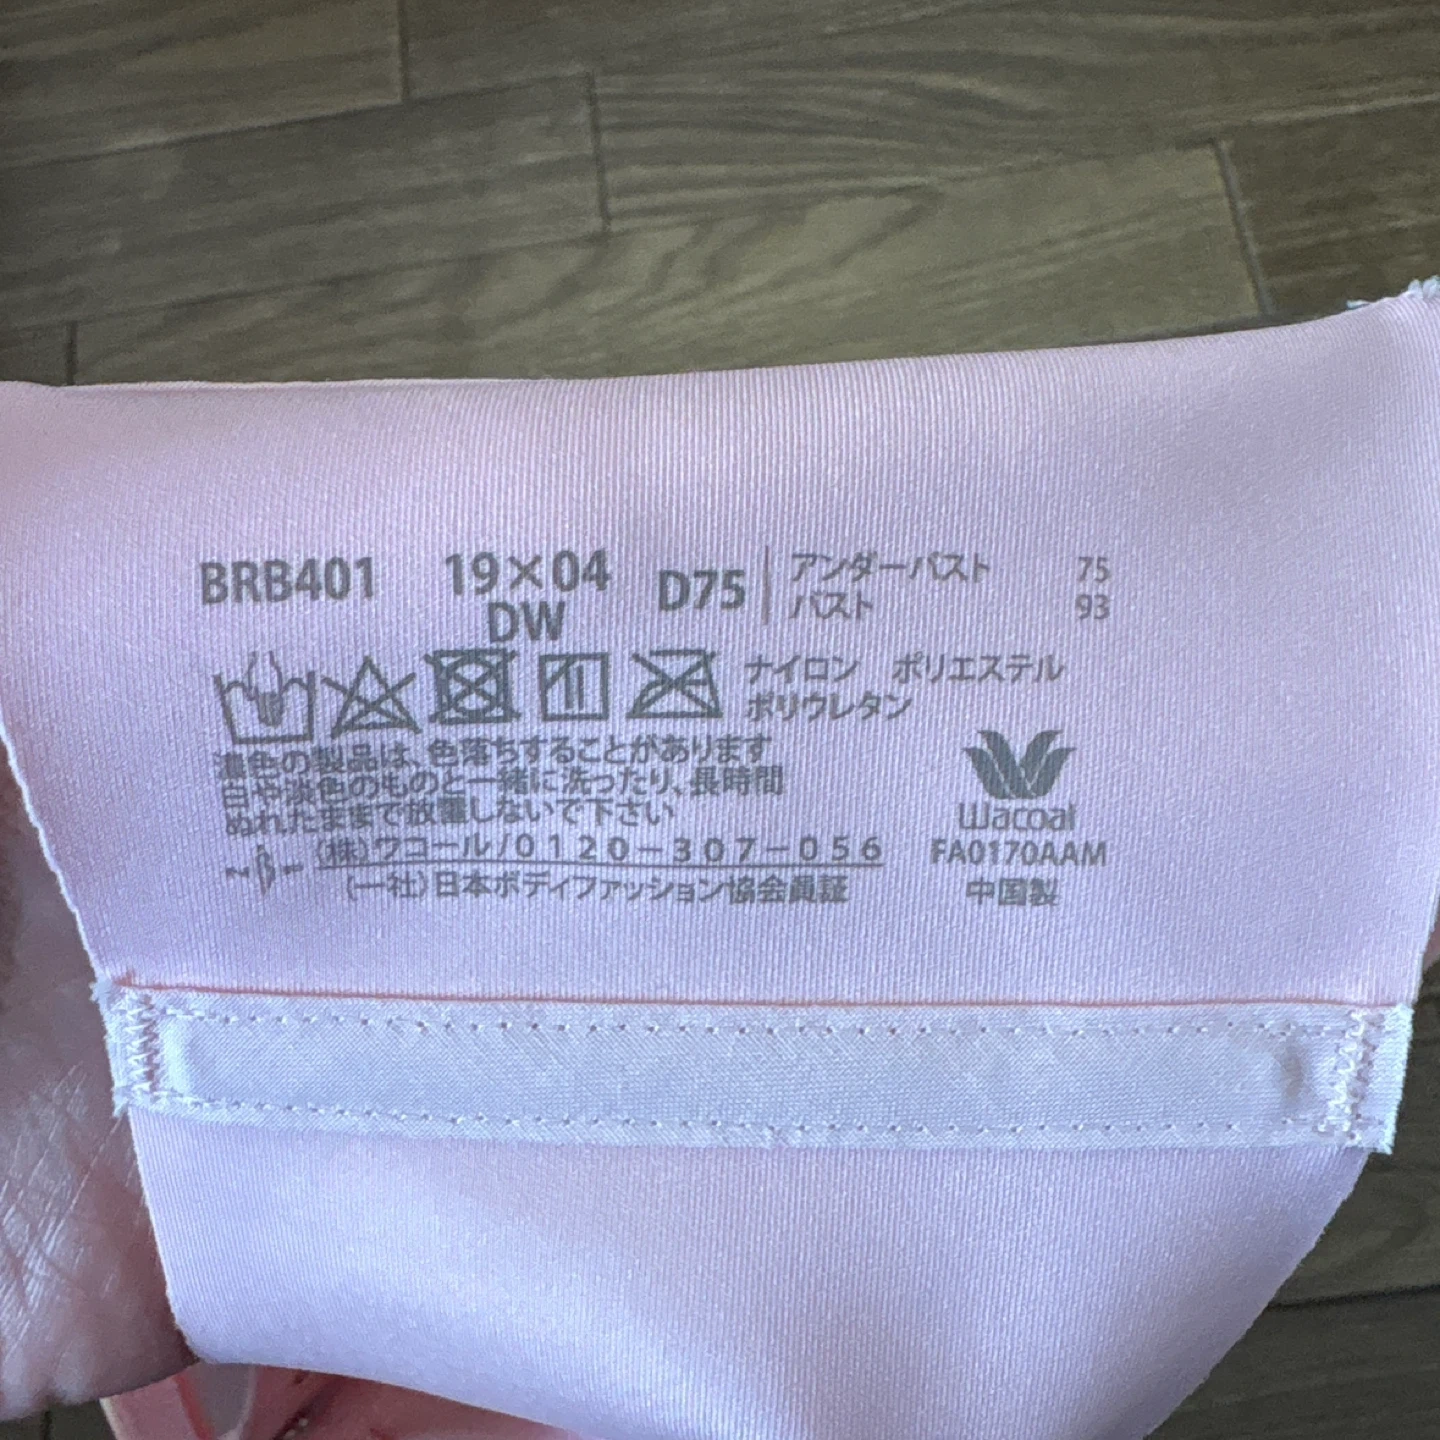 BRB401 19×04 D75 アンダーバスト 75
DW バスト 93
ナイロン ポリエステル
ポリウレタン
濃色の製品は、色落ちすることがあります
白や淡色のものと一緒に洗ったり、長時間
ぬれたままで放置しないで下さい
Wacoal
(株)ワコール/0120-307-056
FA0170AAM
(一社)日本ボディファッション協会員証
中国製